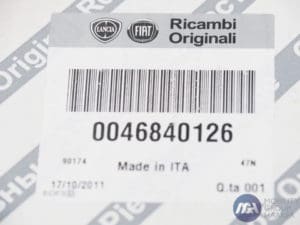 LANCIA
FIAT
Ricambi
Originali
0046840126
90174
Made in ITA
47N
17/10/2011
Q.ta 001